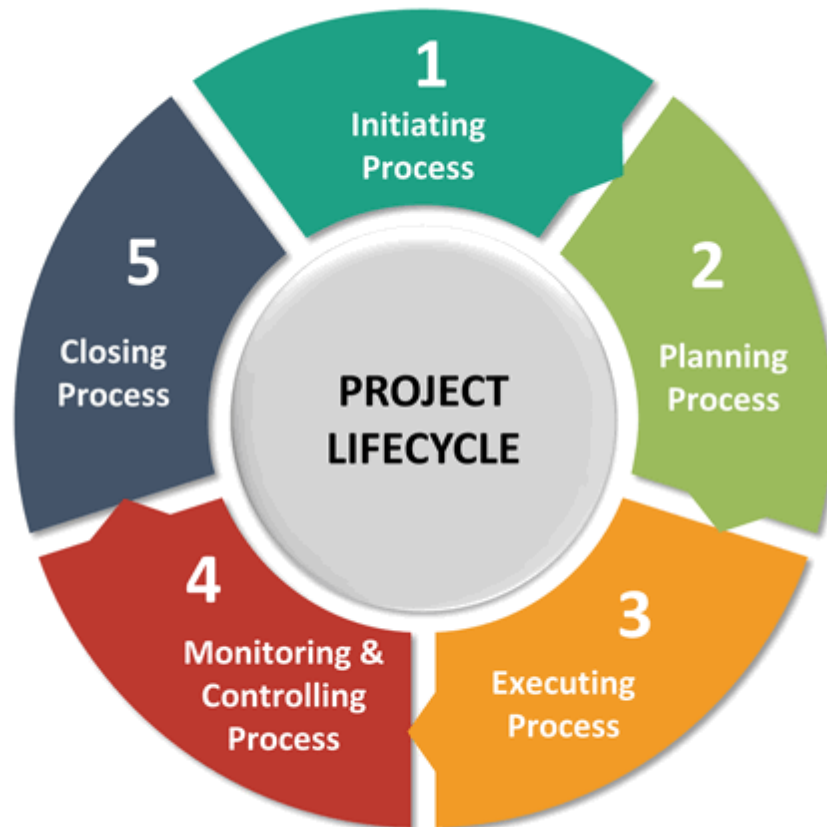 1
Initiating
Process
2
Planning
Process
3
Executing
Process
4
Monitoring &
Controlling
Process
5
Closing
Process
PROJECT
LIFECYCLE